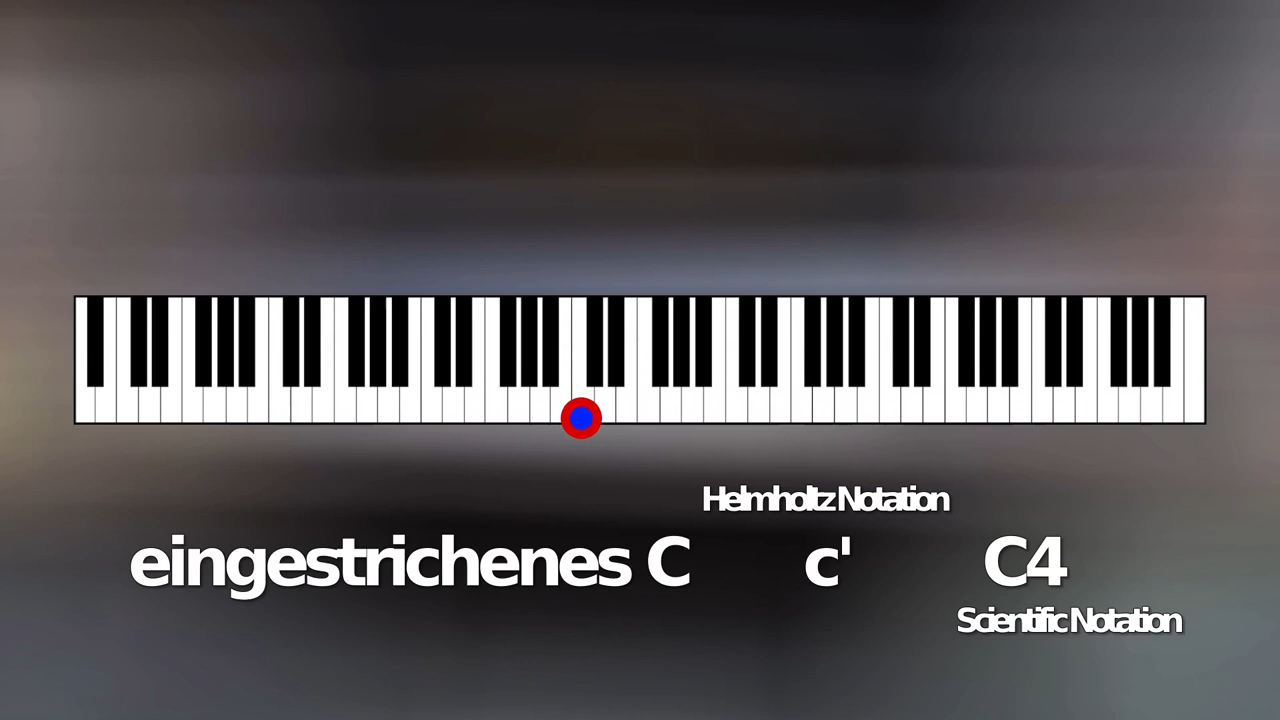 Helmholtz Notation
eingestrichenes C c' C4
Scientific Notation